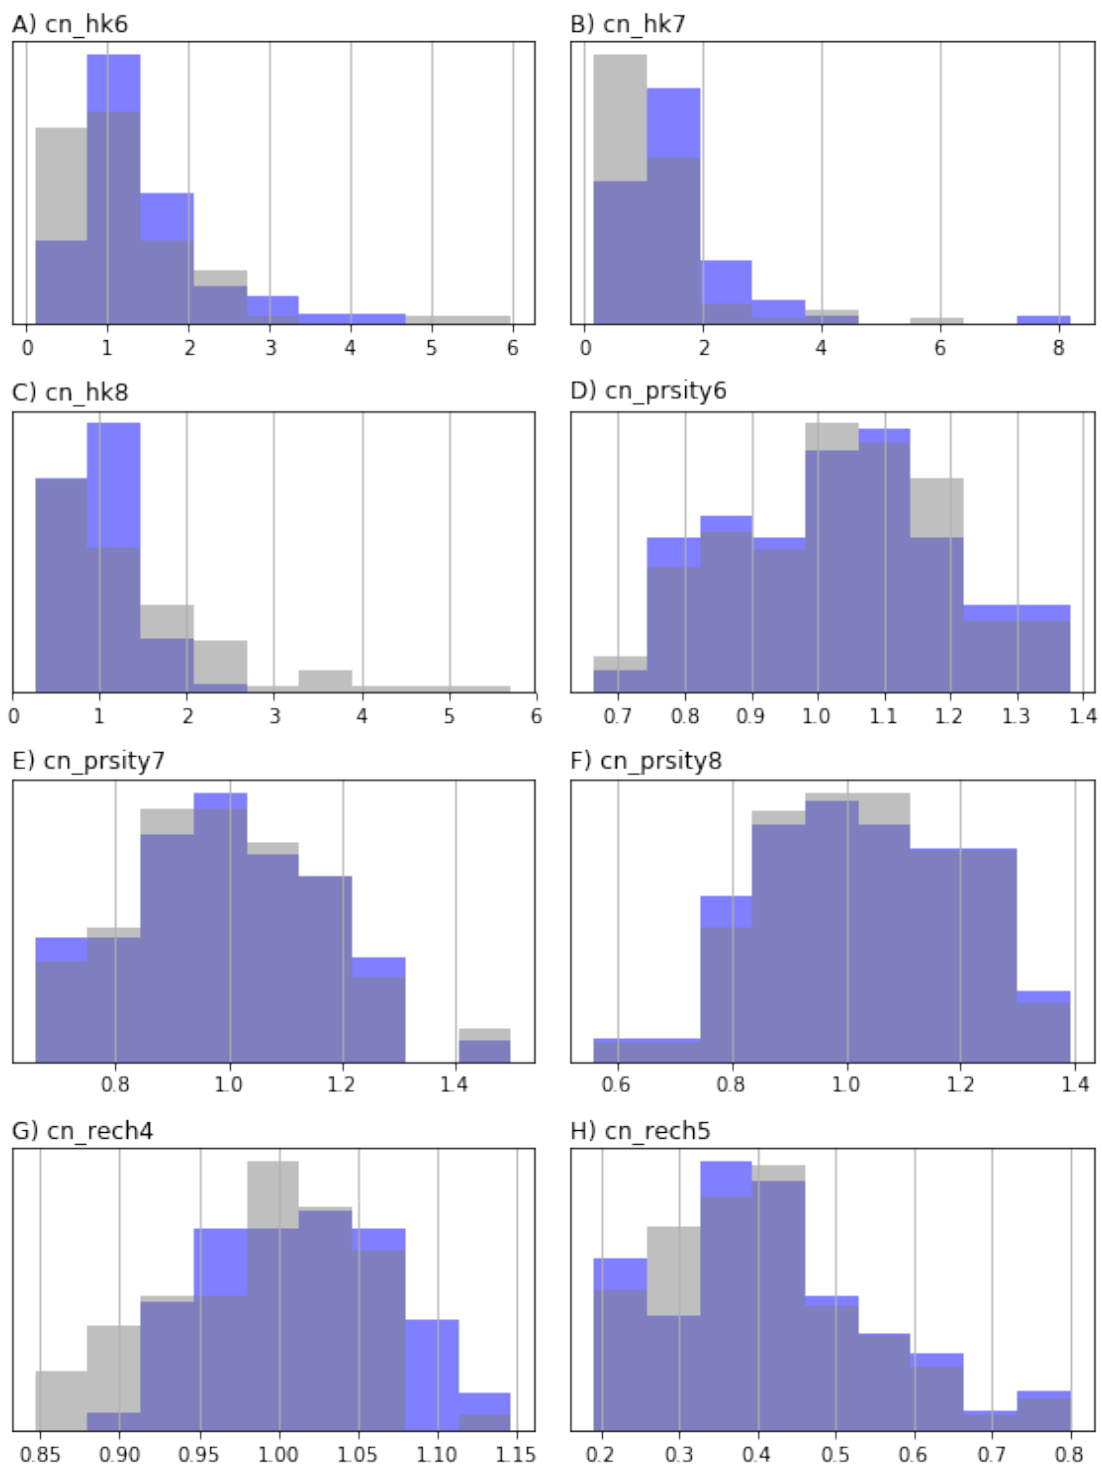 A) cn_hk6
0 1 2 3 4 5 6
B) cn_hk7
0 2 4 6 8
C) cn_hk8
0 1 2 3 4 5 6
D) cn_prsity6
0.7 0.8 0.9 1.0 1.1 1.2 1.3 1.4
E) cn_prsity7
0.8 1.0 1.2 1.4
F) cn_prsity8
0.6 0.8 1.0 1.2 1.4
G) cn_rech4
0.85 0.90 0.95 1.00 1.05 1.10 1.15
H) cn_rech5
0.2 0.3 0.4 0.5 0.6 0.7 0.8